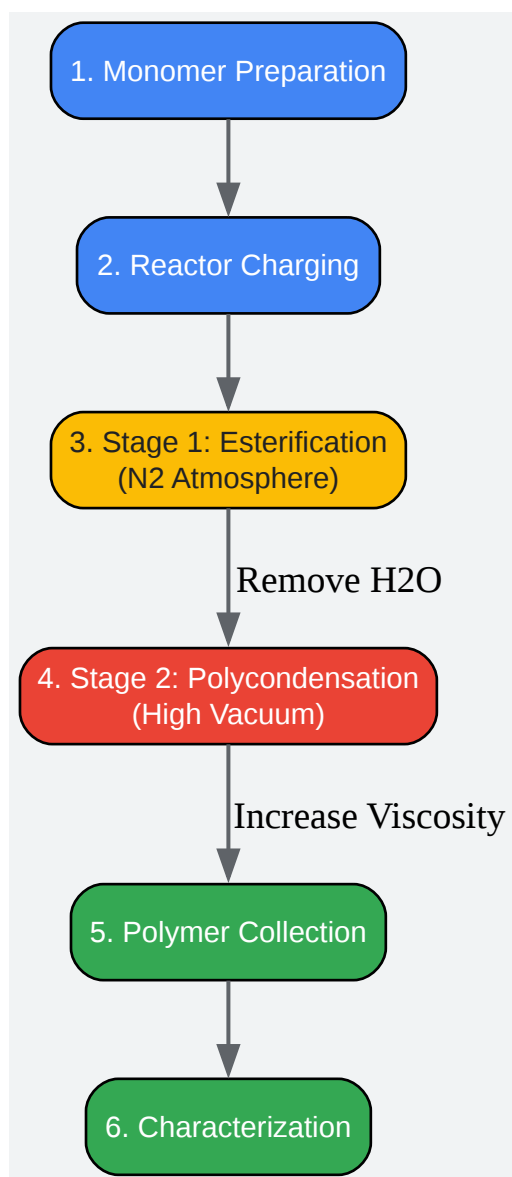 1. Monomer Preparation
2. Reactor Charging
3. Stage 1: Esterification
(N2 Atmosphere)
Remove H2O
4. Stage 2: Polycondensation
(High Vacuum)
Increase Viscosity
5. Polymer Collection
6. Characterization